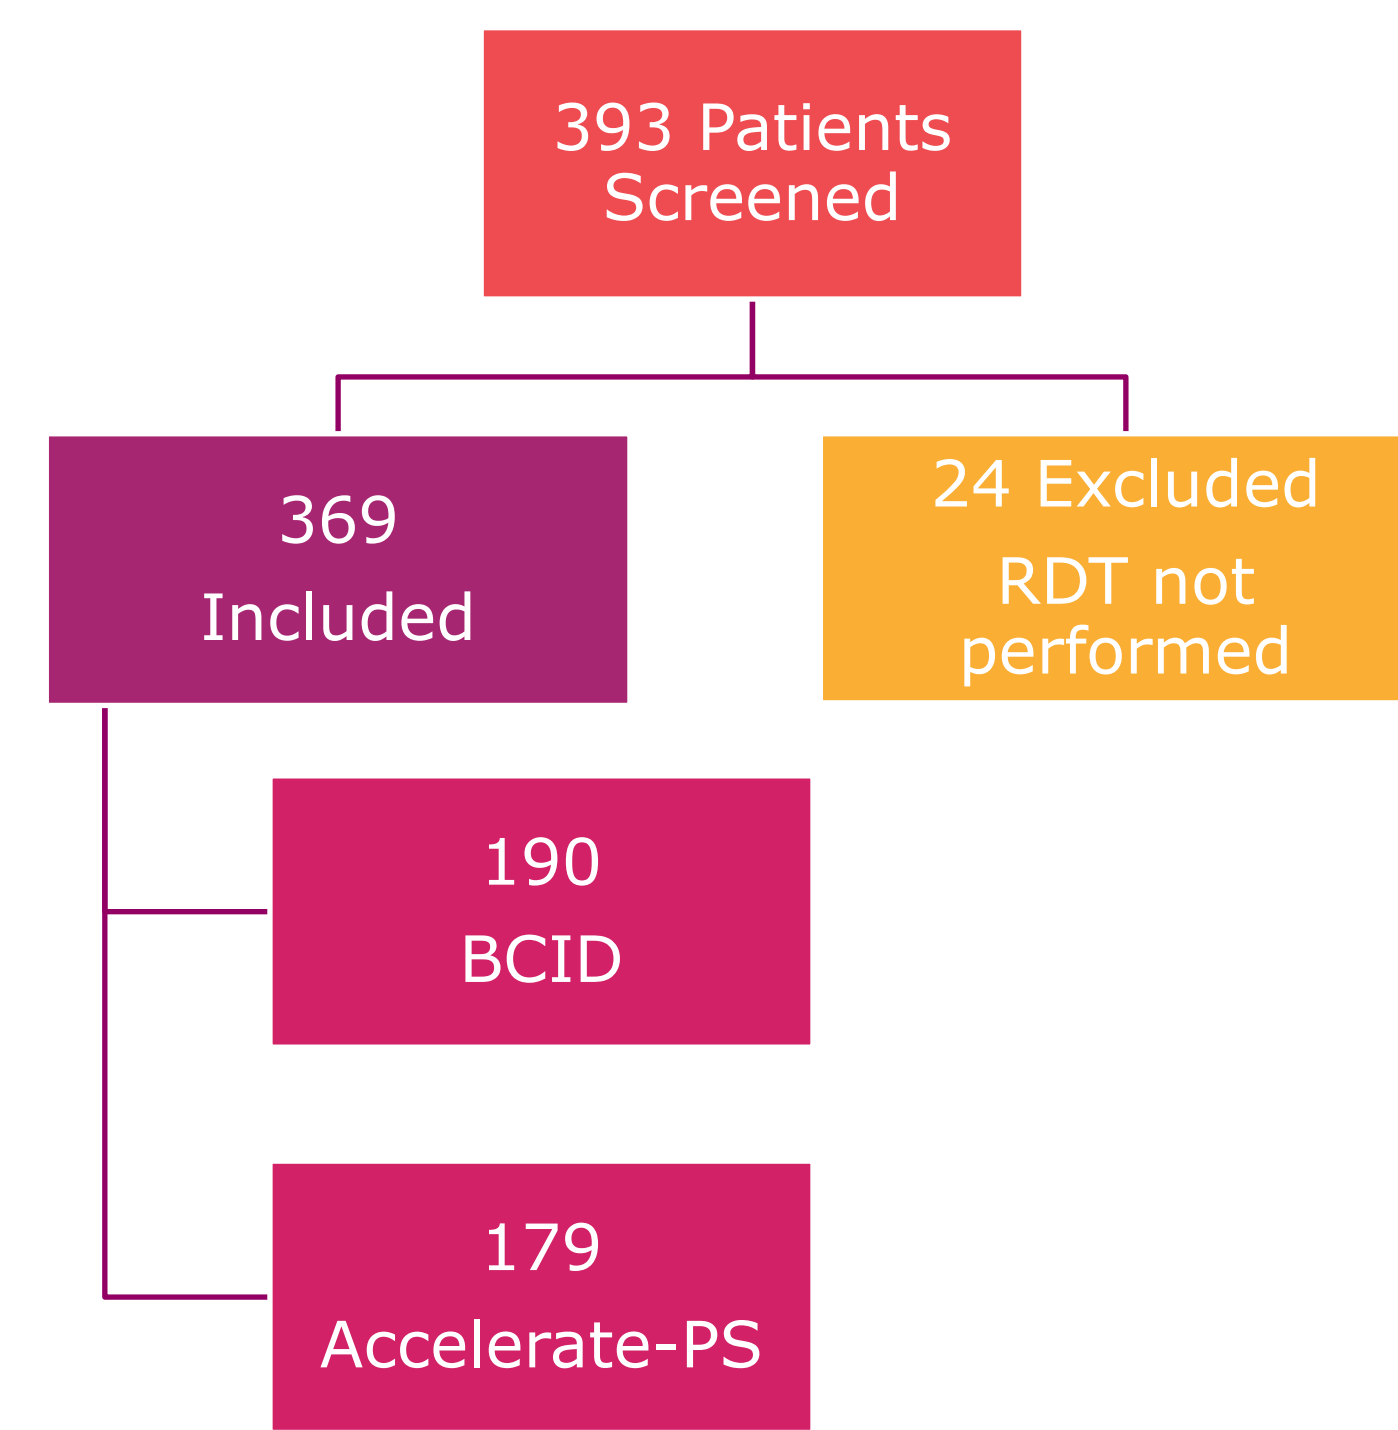 393 Patients
Screened
369
Included
24 Excluded
RDT not
performed
190
BCID
179
Accelerate-PS